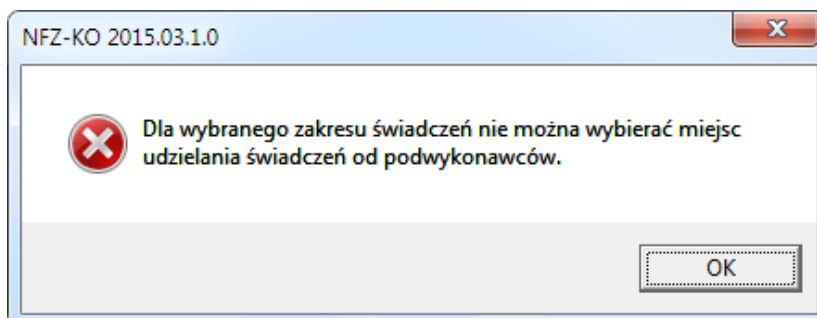 NFZ-KO 2015.03.1.0
Dla wybranego zakresu świadczeń nie można wybierać miejsc
udzielania świadczeń od podwykonawców.
OK